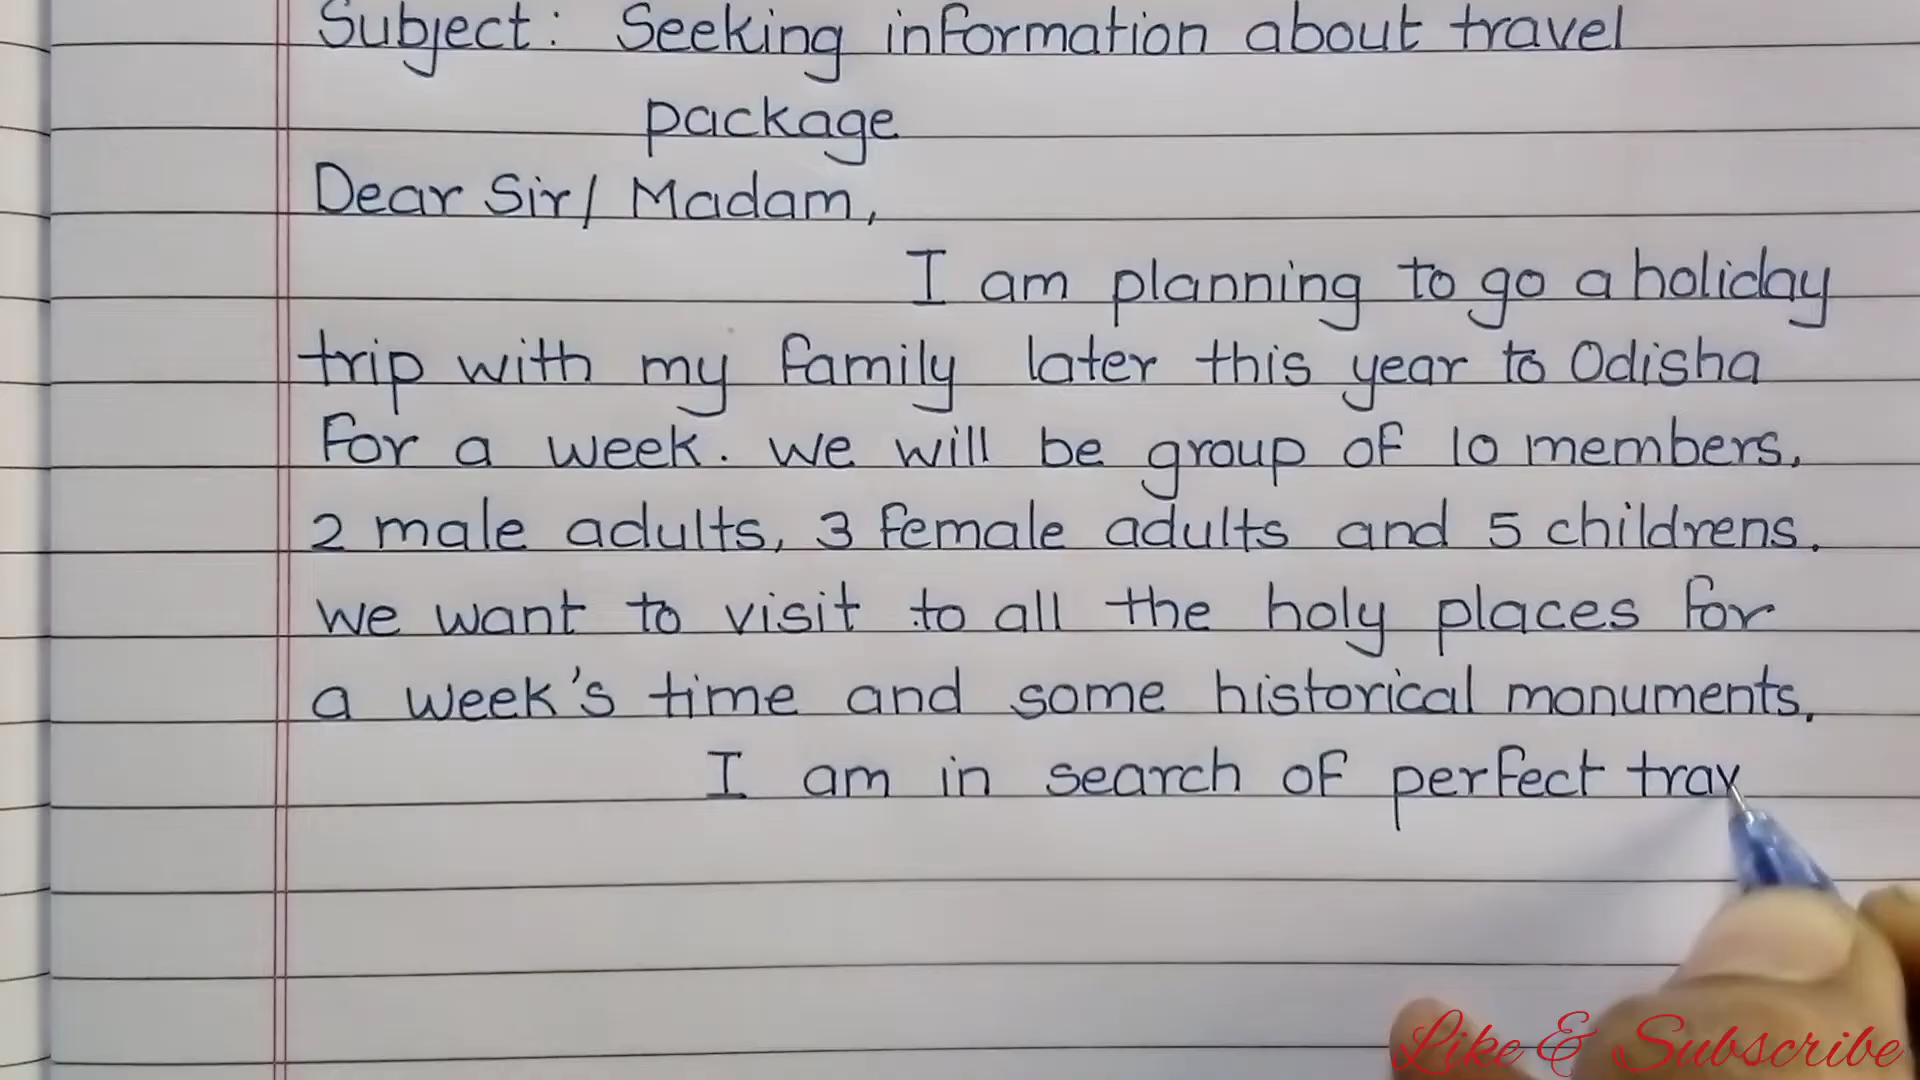 Subject: Seeking information about travel
package
Dear Sir/ Madam,
I am planning to go a holiday
trip with my family later this year to Odisha
for a week. We will be group of 10 members.
2 male adults, 3 female adults and 5 childrens.
We want to visit to all the holy places for
a week's time and some historical monuments.
I am in search of perfect trav
Like & Subscribe